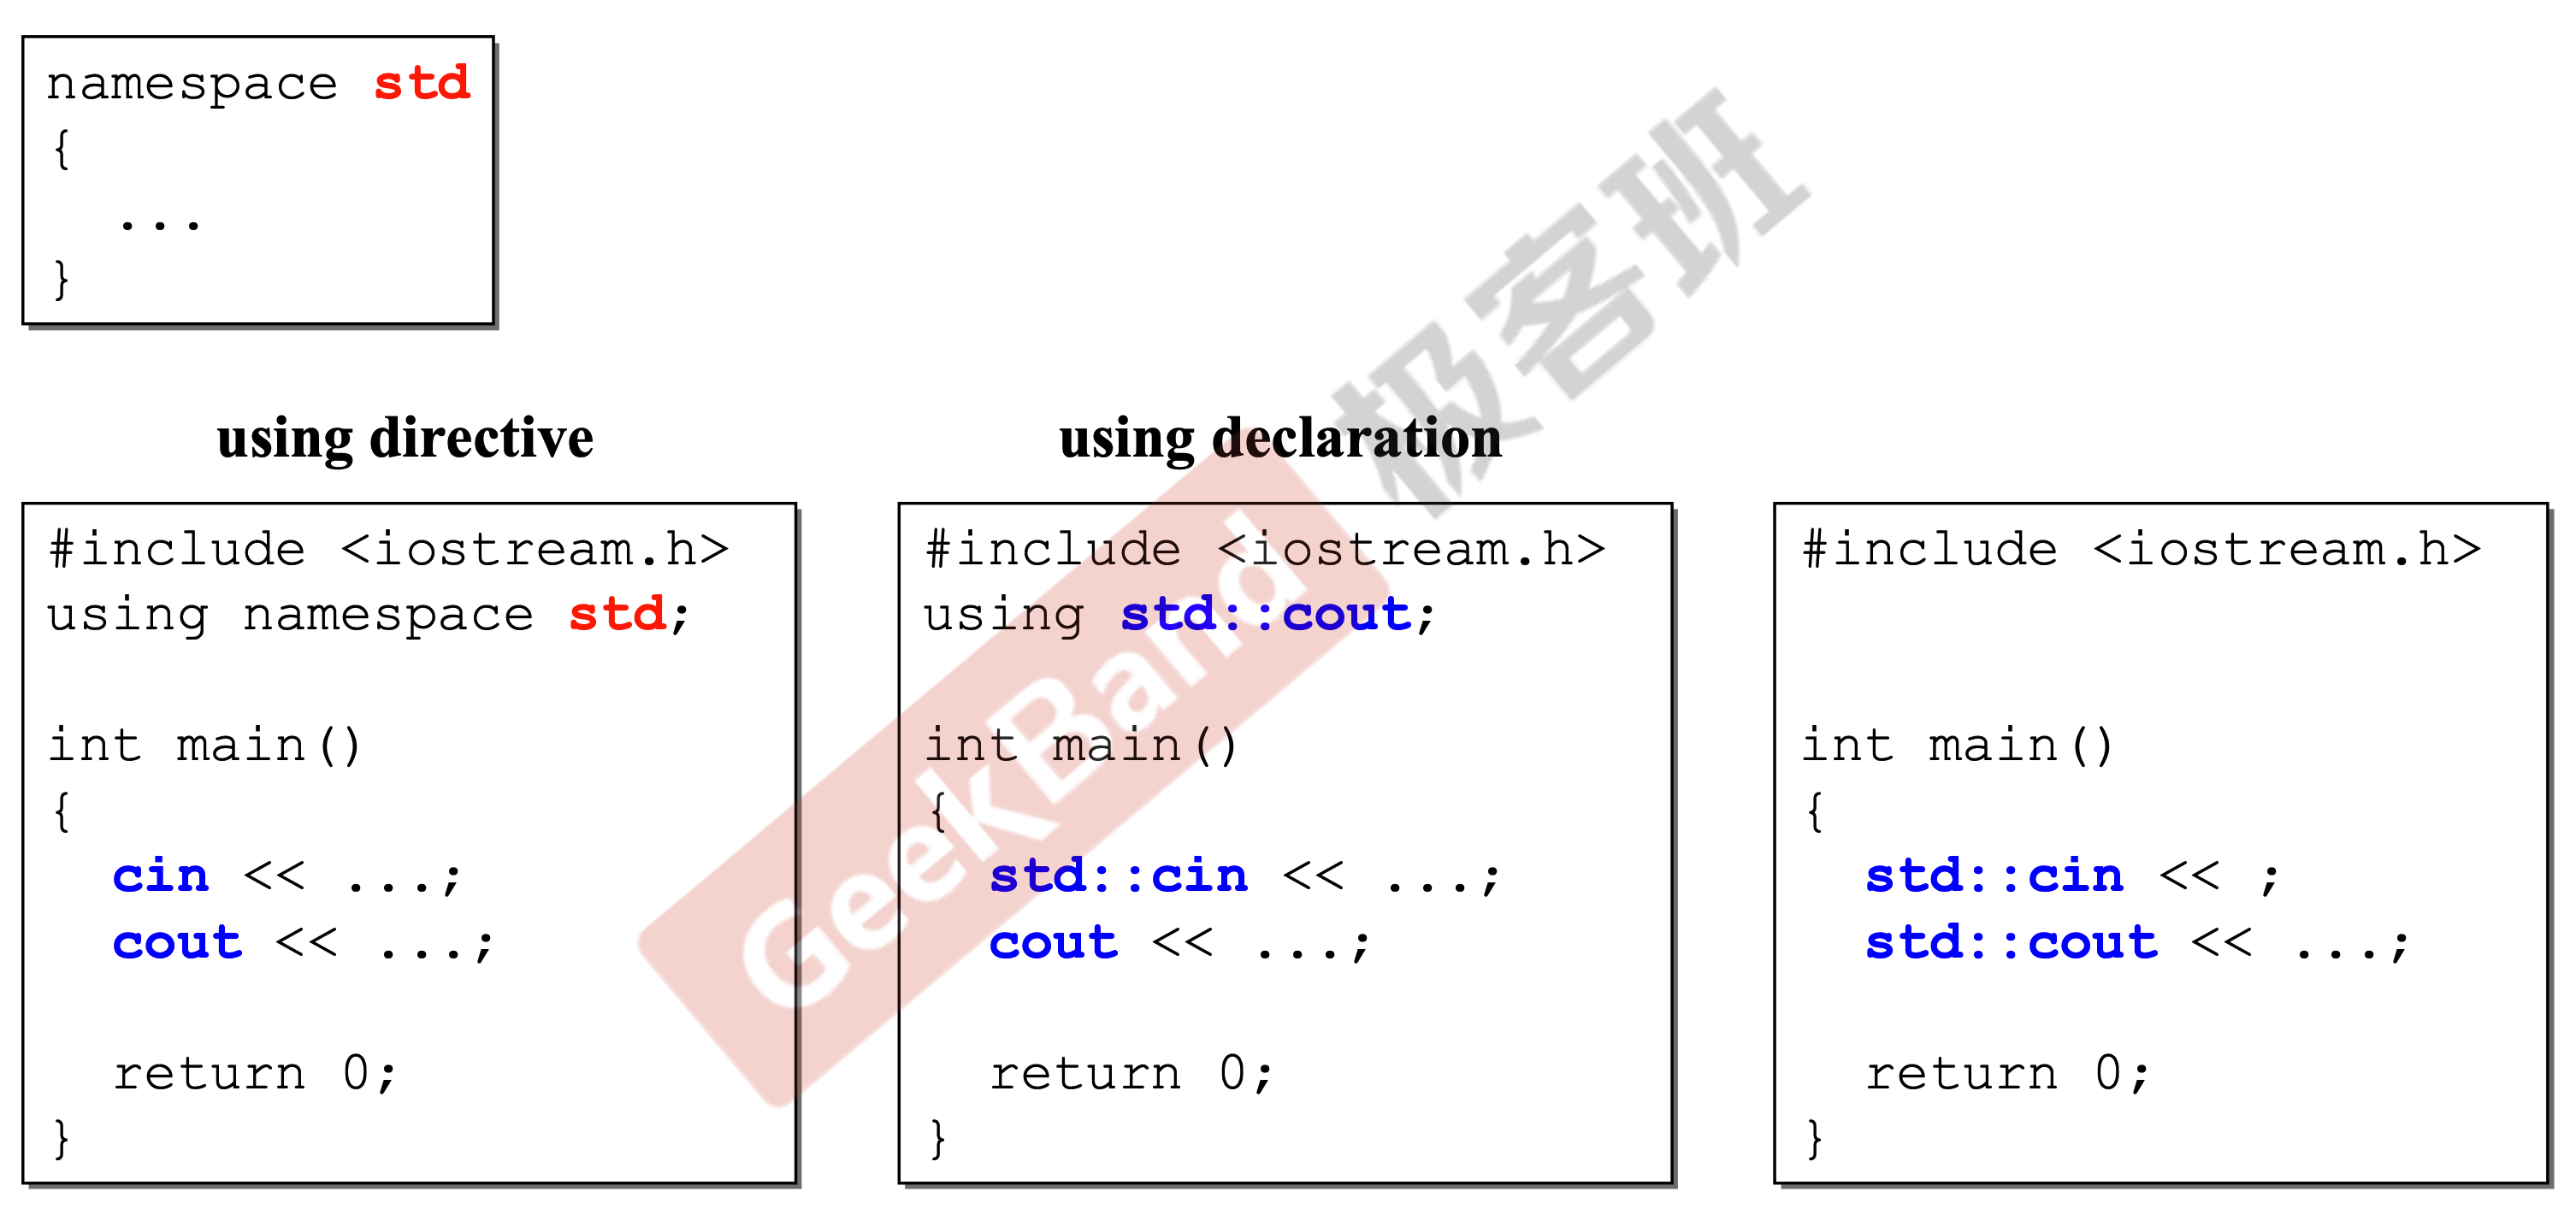 namespace std
{
...
}
using directive
#include <iostream.h>
using namespace std;
int main()
{
cin << ...;
cout << ...;
return 0;
}
using declaration
#include <iostream.h>
using std::cout;
int main()
{
std::cin << ...;
cout << ...;
return 0;
}
#include <iostream.h>
int main()
{
std::cin << ;
std::cout << ...;
return 0;
}
GeekBand 极客班